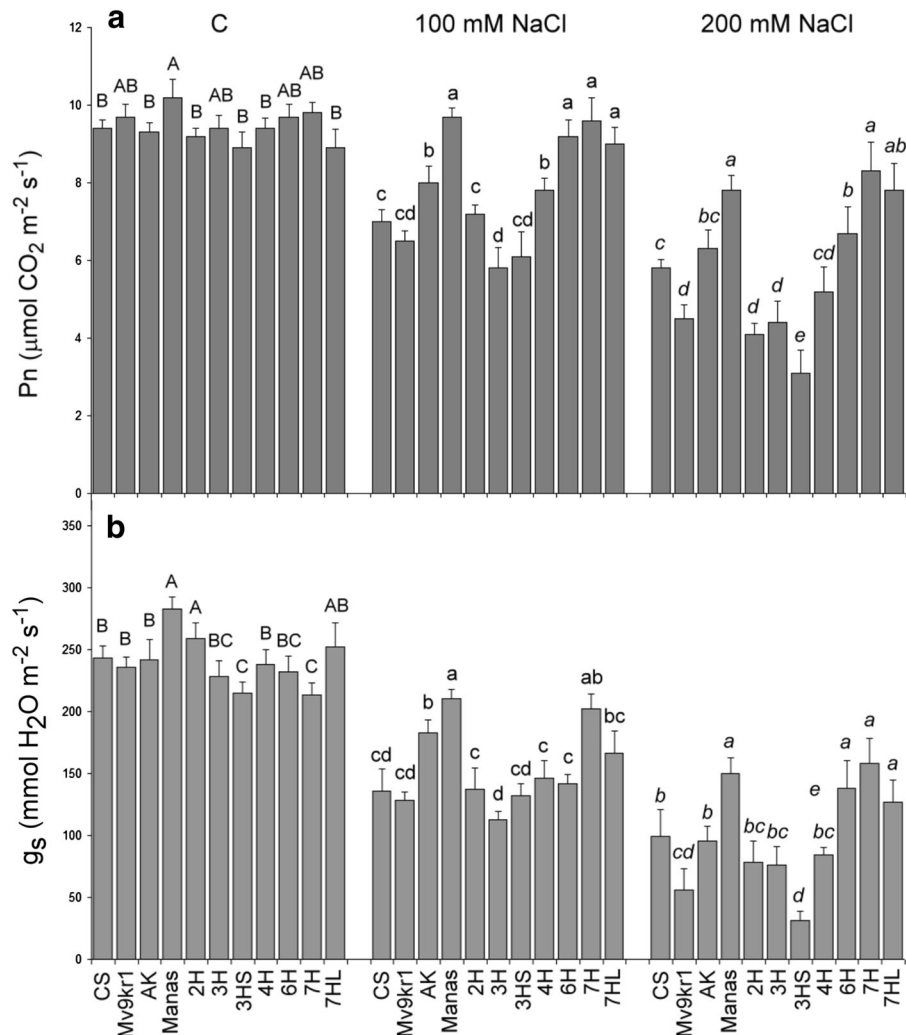 a
C 100 mM NaCl 200 mM NaCl
Pn (μmol CO2 m-2 s-1)
12
10
8
6
4
2
0
B AB B A B AB B B AB AB B
c cd b a c d cd b a a a
c d bc a d d e cd b a ab
b
gs (mmol H2O m-2 s-1)
350
300
250
200
150
100
50
0
B B B A A BC C B BC C AB
cd cd b a c d cd c c ab bc
b cd b a bc bc d e bc a a a
CS Mv9kr1 AK Manas 2H 3H 3HS 4H 6H 7H 7HL
CS Mv9kr1 AK Manas 2H 3H 3HS 4H 6H 7H 7HL
CS Mv9kr1 AK Manas 2H 3H 3HS 4H 6H 7H 7HL